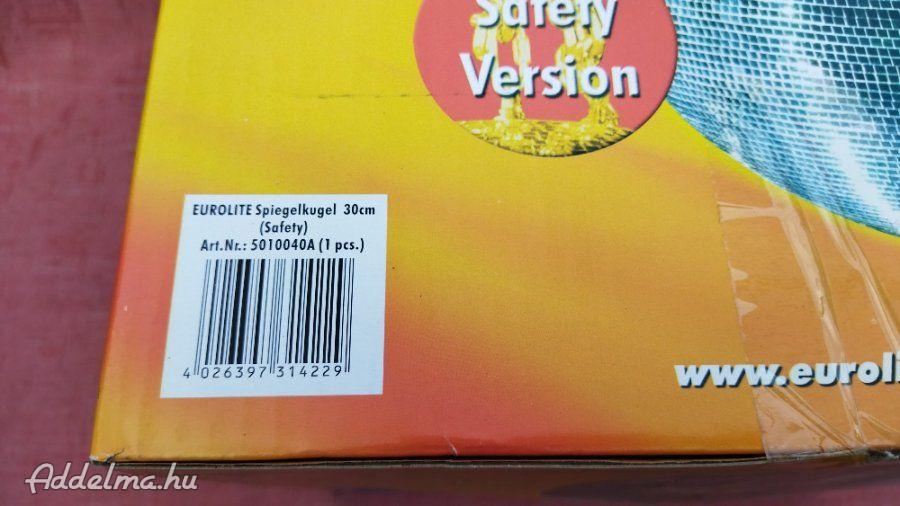 Safety
Version
EUROLITE Spiegelkugel 30cm
(Safety)
Art.Nr.: 5010040A (1 pcs.)
4 026397 314229
www.euroli
Addelma.hu